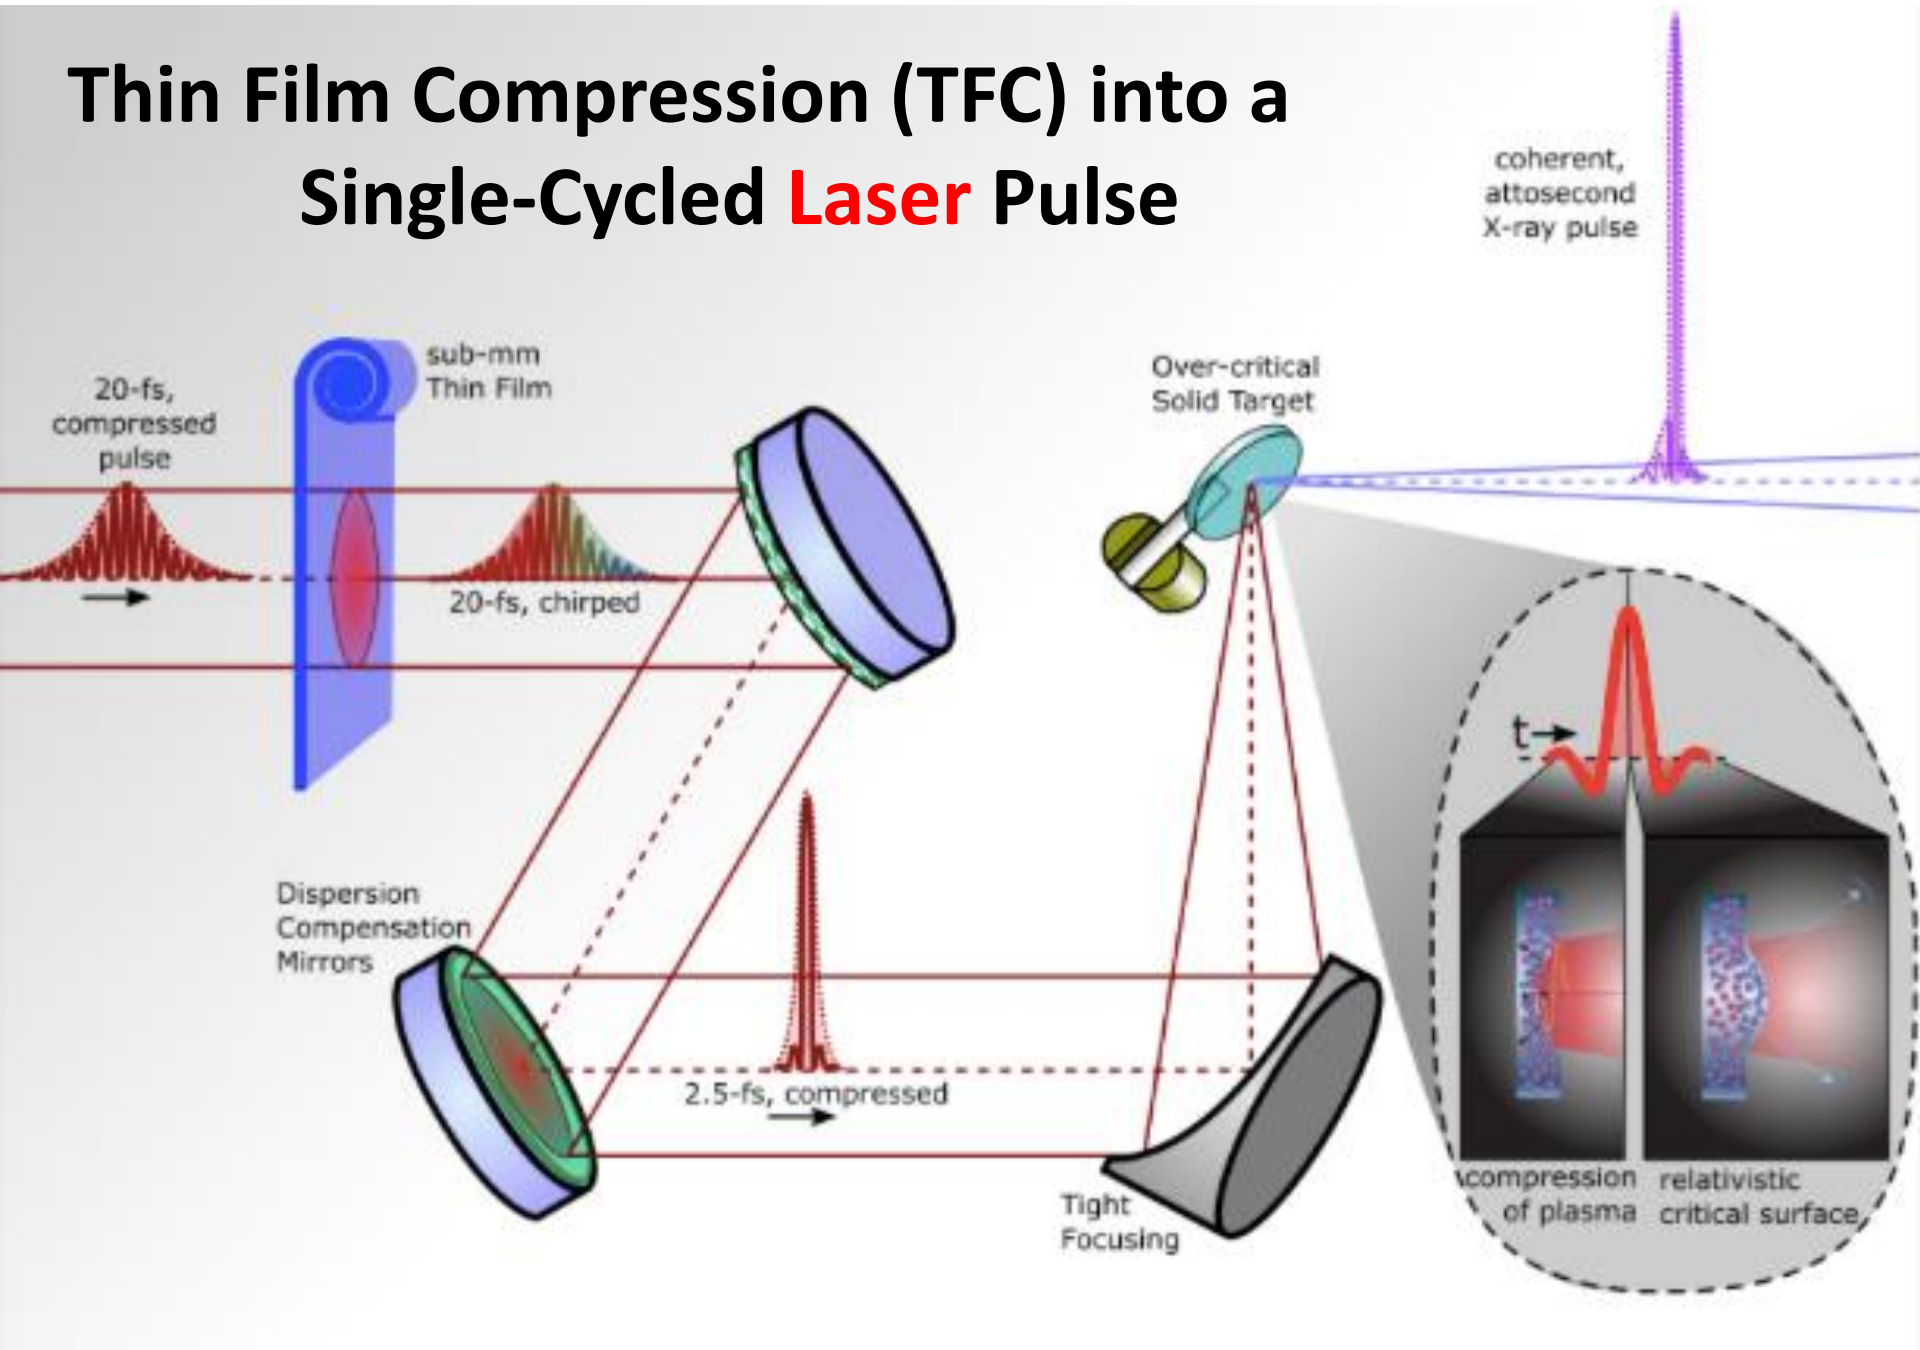 Thin Film Compression (TFC) into a
Single-Cycled Laser Pulse
coherent,
attosecond
X-ray pulse
sub-mm
Thin Film
20-fs,
compressed
pulse
Over-critical
Solid Target
20-fs, chirped
t
Dispersion
Compensation
Mirrors
2.5-fs, compressed
Tight
Focusing
compression
of plasma
relativistic
critical surface